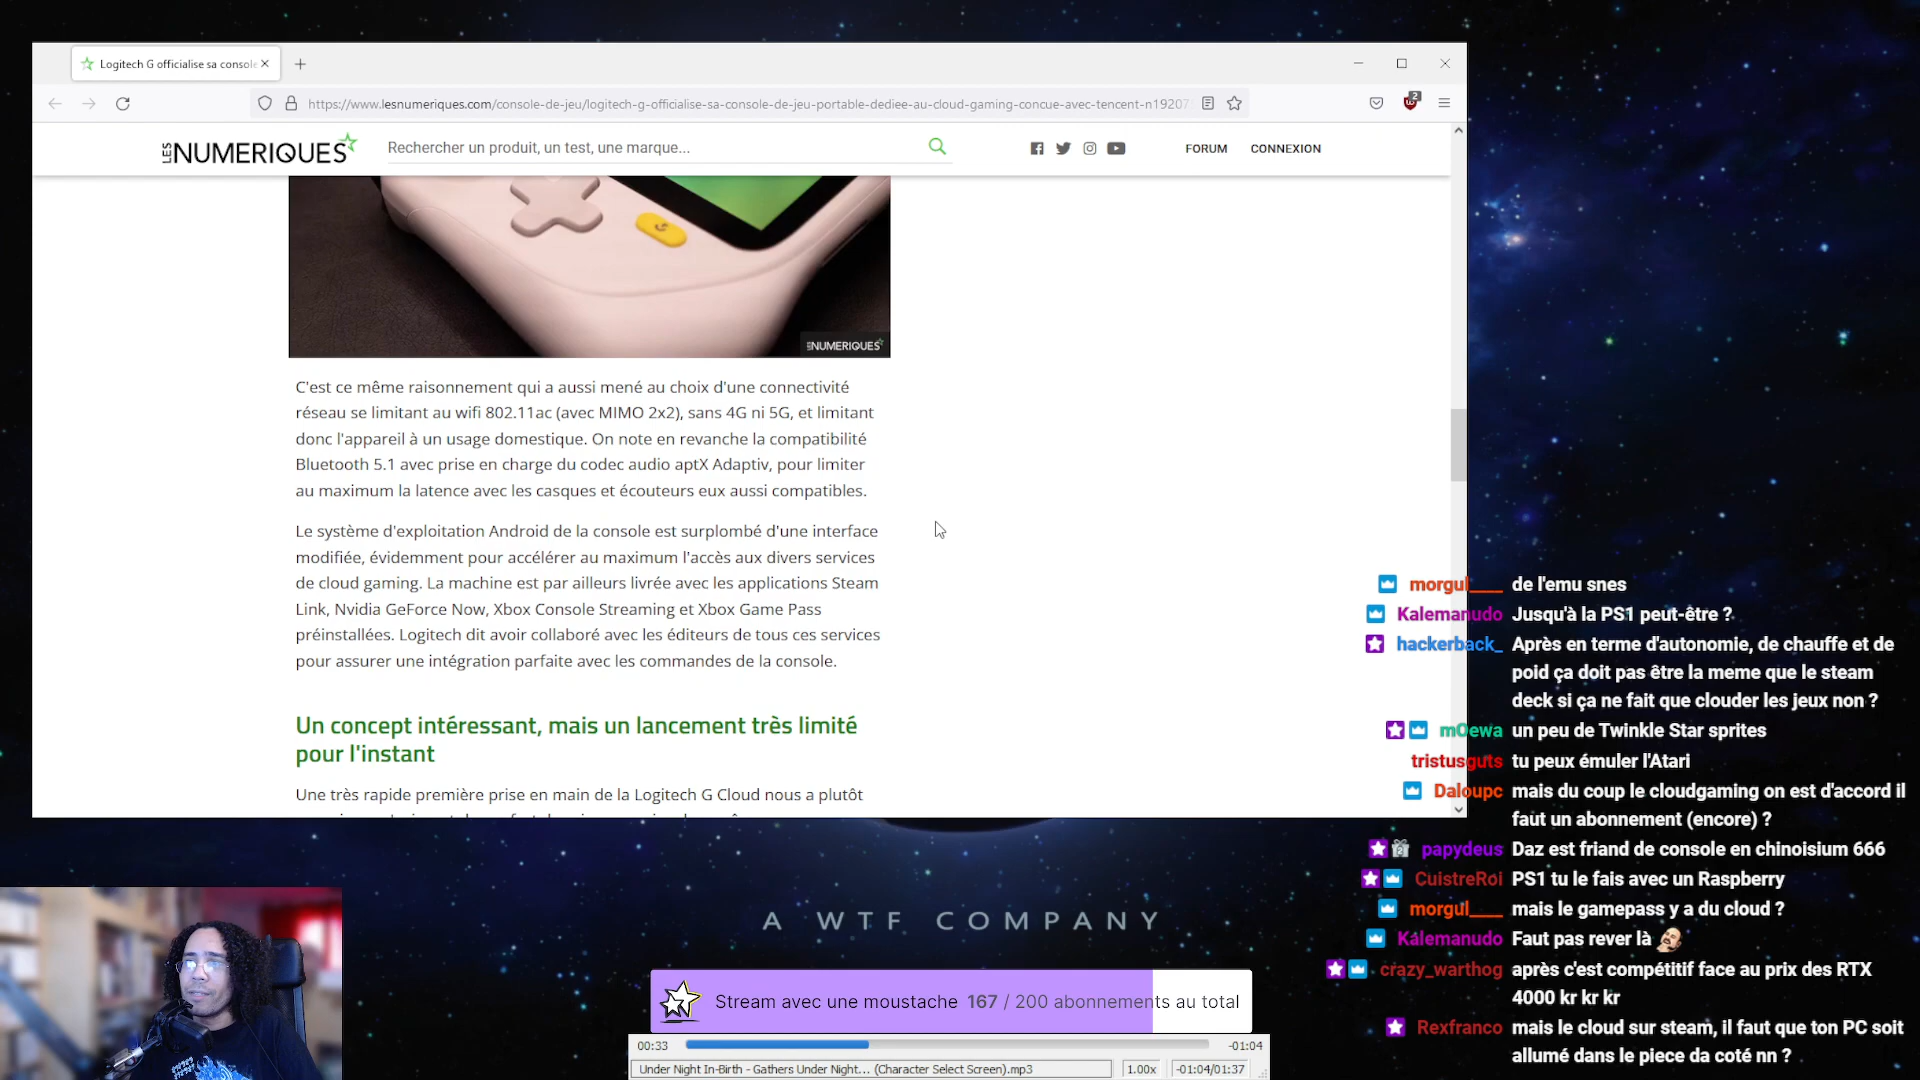 Logitech G officialise sa console
https://www.lesnumeriques.com/console-de-jeu/logitech-g-officialise-sa-console-de-jeu-portable-dediee-au-cloud-gaming-concue-avec-tencent-n19207
2
LES NUMERIQUES
Rechercher un produit, un test, une marque...
FORUM
CONNEXION
LES NUMERIQUES
C'est ce même raisonnement qui a aussi mené au choix d'une connectivité
réseau se limitant au wifi 802.11ac (avec MIMO 2x2), sans 4G ni 5G, et limitant
donc l'appareil à un usage domestique. On note en revanche la compatibilité
Bluetooth 5.1 avec prise en charge du codec audio aptX Adaptiv, pour limiter
au maximum la latence avec les casques et écouteurs eux aussi compatibles.
Le système d'exploitation Android de la console est surplombé d'une interface
modifiée, évidemment pour accélérer au maximum l'accès aux divers services
de cloud gaming. La machine est par ailleurs livrée avec les applications Steam
Link, Nvidia GeForce Now, Xbox Console Streaming et Xbox Game Pass
préinstallées. Logitech dit avoir collaboré avec les éditeurs de tous ces services
pour assurer une intégration parfaite avec les commandes de la console.
Un concept intéressant, mais un lancement très limité
pour l'instant
Une très rapide première prise en main de la Logitech G Cloud nous a plutôt
morgul____ de l'emu snes
Kalemanudo Jusqu'à la PS1 peut-être ?
hackerback_ Après en terme d'autonomie, de chauffe et de
poid ça doit pas être la meme que le steam
deck si ça ne fait que clouder les jeux non ?
m0ewa un peu de Twinkle Star sprites
tristusguts tu peux émuler l'Atari
Daloupc mais du coup le cloudgaming on est d'accord il
faut un abonnement (encore) ?
papydeus Daz est friand de console en chinoisium 666
CuistreRoi PS1 tu le fais avec un Raspberry
morgul____ mais le gamepass y a du cloud ?
Kalemanudo Faut pas rever là
crazy_warthog après c'est compétitif face au prix des RTX
4000 kr kr kr
Rexfranco mais le cloud sur steam, il faut que ton PC soit
allumé dans le piece da coté nn ?
A WTF COMPANY
Stream avec une moustache 167 / 200 abonnements au total
00:33
-01:04
Under Night In-Birth - Gathers Under Night... (Character Select Screen).mp3
1.00x
-01:04/01:37